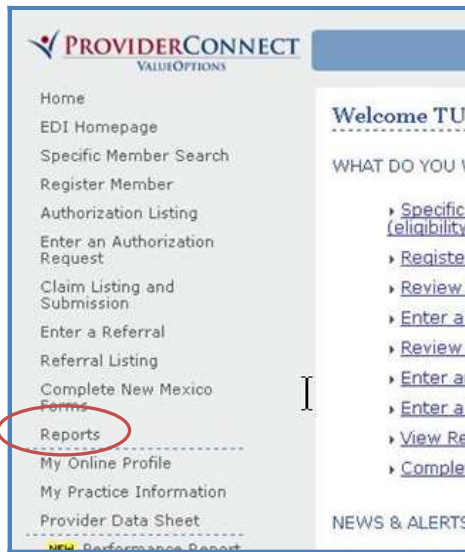 PROVIDERCONNECT
VALUEOPTIONS
Home
EDI Homepage
Specific Member Search
Register Member
Authorization Listing
Enter an Authorization
Request
Claim Listing and
Submission
Enter a Referral
Referral Listing
Complete New Mexico
Forms
Reports
My Online Profile
My Practice Information
Provider Data Sheet
NEW Performance Report
Welcome TU
WHAT DO YOU
Specific
(eligibility
Registe
Review
Enter a
Review
Enter a
Enter a
View Re
Comple
NEWS & ALERTS